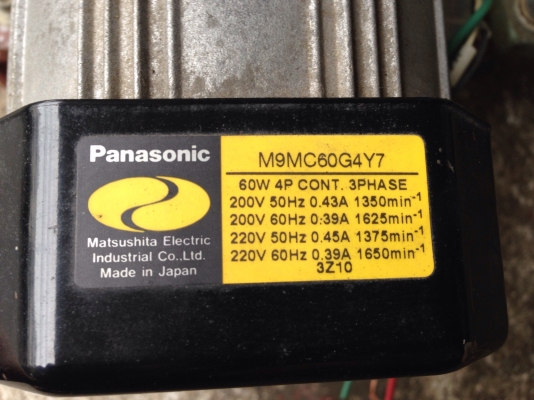 Panasonic
Matsushita Electric
Industrial Co.,Ltd.
Made in Japan
M9MC60G4Y7
60W 4P CONT. 3PHASE
200V 50Hz 0.43A 1350min⁻¹
200V 60Hz 0.39A 1625min⁻¹
220V 50Hz 0.45A 1375min⁻¹
220V 60Hz 0.39A 1650min⁻¹
3Z10